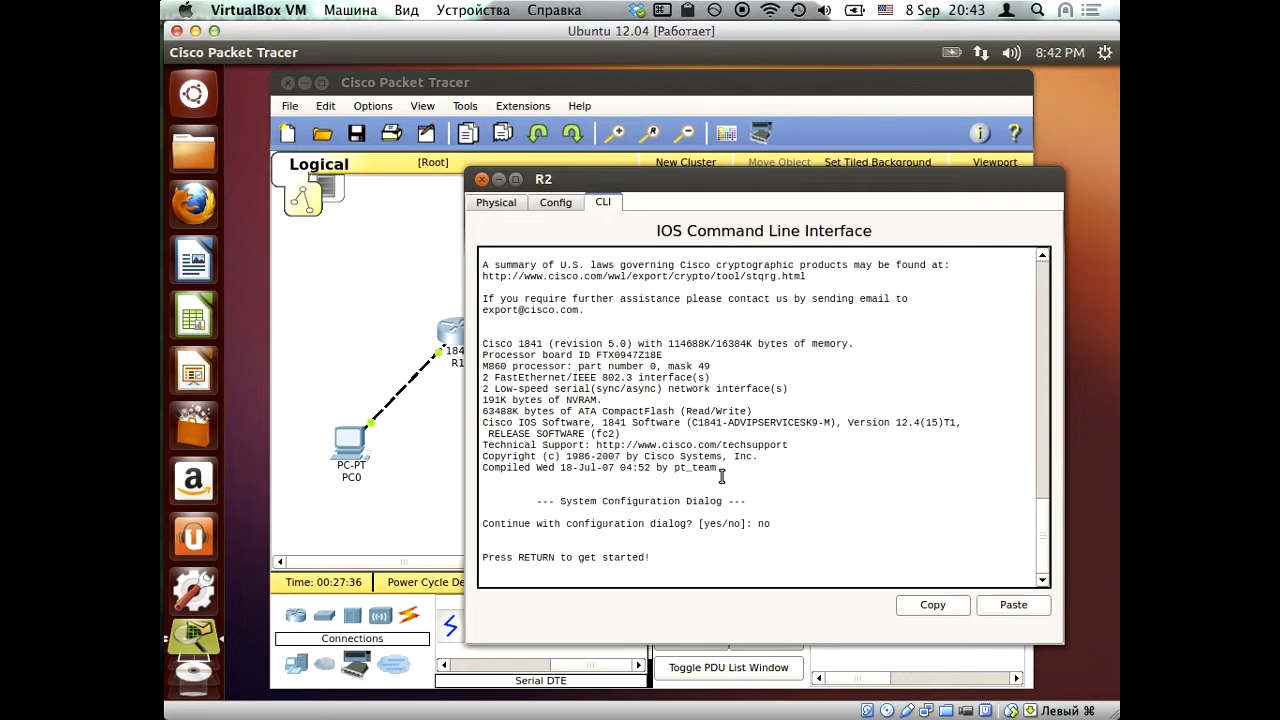 VirtualBox VM Машина Вид Устройства Справка 8 Sep 20:43
Ubuntu 12.04 [Работает]
Cisco Packet Tracer 8:42 PM
Cisco Packet Tracer
File Edit Options View Tools Extensions Help
Logical [Root] New Cluster Move Object Set Tiled Background Viewport
R2
Physical Config CLI
IOS Command Line Interface
A summary of U.S. laws governing Cisco cryptographic products may be found at:
http://www.cisco.com/wwl/export/crypto/tool/stqrg.html
If you require further assistance please contact us by sending email to
export@cisco.com.
Cisco 1841 (revision 5.0) with 114688K/16384K bytes of memory.
Processor board ID FTX0947Z18E
M860 processor: part number 0, mask 49
2 FastEthernet/IEEE 802.3 interface(s)
2 Low-speed serial(sync/async) network interface(s)
191K bytes of NVRAM.
63488K bytes of ATA CompactFlash (Read/Write)
Cisco IOS Software, 1841 Software (C1841-ADVIPSERVICESK9-M), Version 12.4(15)T1,
RELEASE SOFTWARE (fc2)
Technical Support: http://www.cisco.com/techsupport
Copyright (c) 1986-2007 by Cisco Systems, Inc.
Compiled Wed 18-Jul-07 04:52 by pt_team
--- System Configuration Dialog ---
Continue with configuration dialog? [yes/no]: no
Press RETURN to get started!
Copy Paste
184
R1
PC-PT
PC0
Time: 00:27:36 Power Cycle De
Connections
Toggle PDU List Window
Serial DTE
Левый ⌘